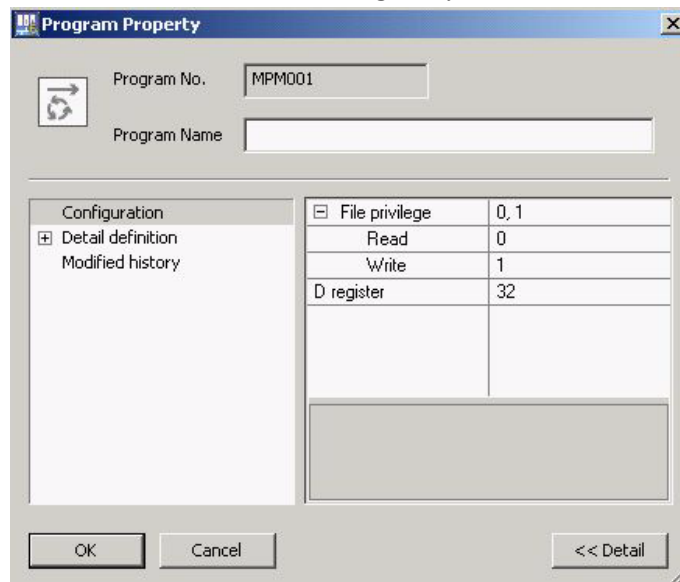 Program Property
Program No. MPM001
Program Name
Configuration
Detail definition
Modified history
File privilege 0, 1
Read 0
Write 1
D register 32
OK Cancel << Detail